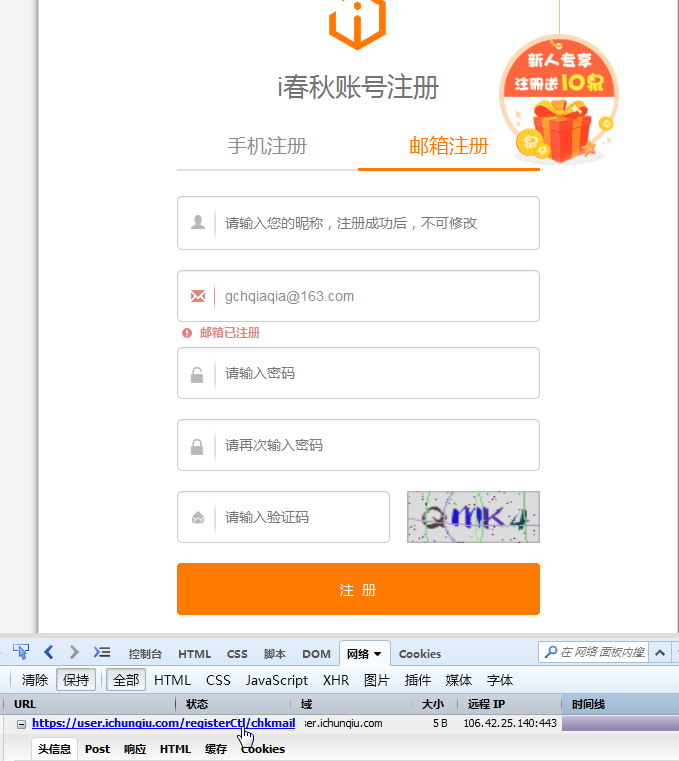 新人专享
注册送10泉
i春秋账号注册
手机注册 邮箱注册
请输入您的昵称，注册成功后，不可修改
gchqiaqia@163.com
邮箱已注册
请输入密码
请再次输入密码
请输入验证码 QmK4
注 册
控制台 HTML CSS 脚本 DOM 网络 Cookies 在 网络 面板内搜
清除 保持 全部 HTML CSS JavaScript XHR 图片 插件 媒体 字体
URL 状态 域 大小 远程 IP 时间线
https://user.ichunqiu.com/registerCtl/chkmail ser.ichunqiu.com 5 B 106.42.25.140:443
头信息 Post 响应 HTML 缓存 Cookies